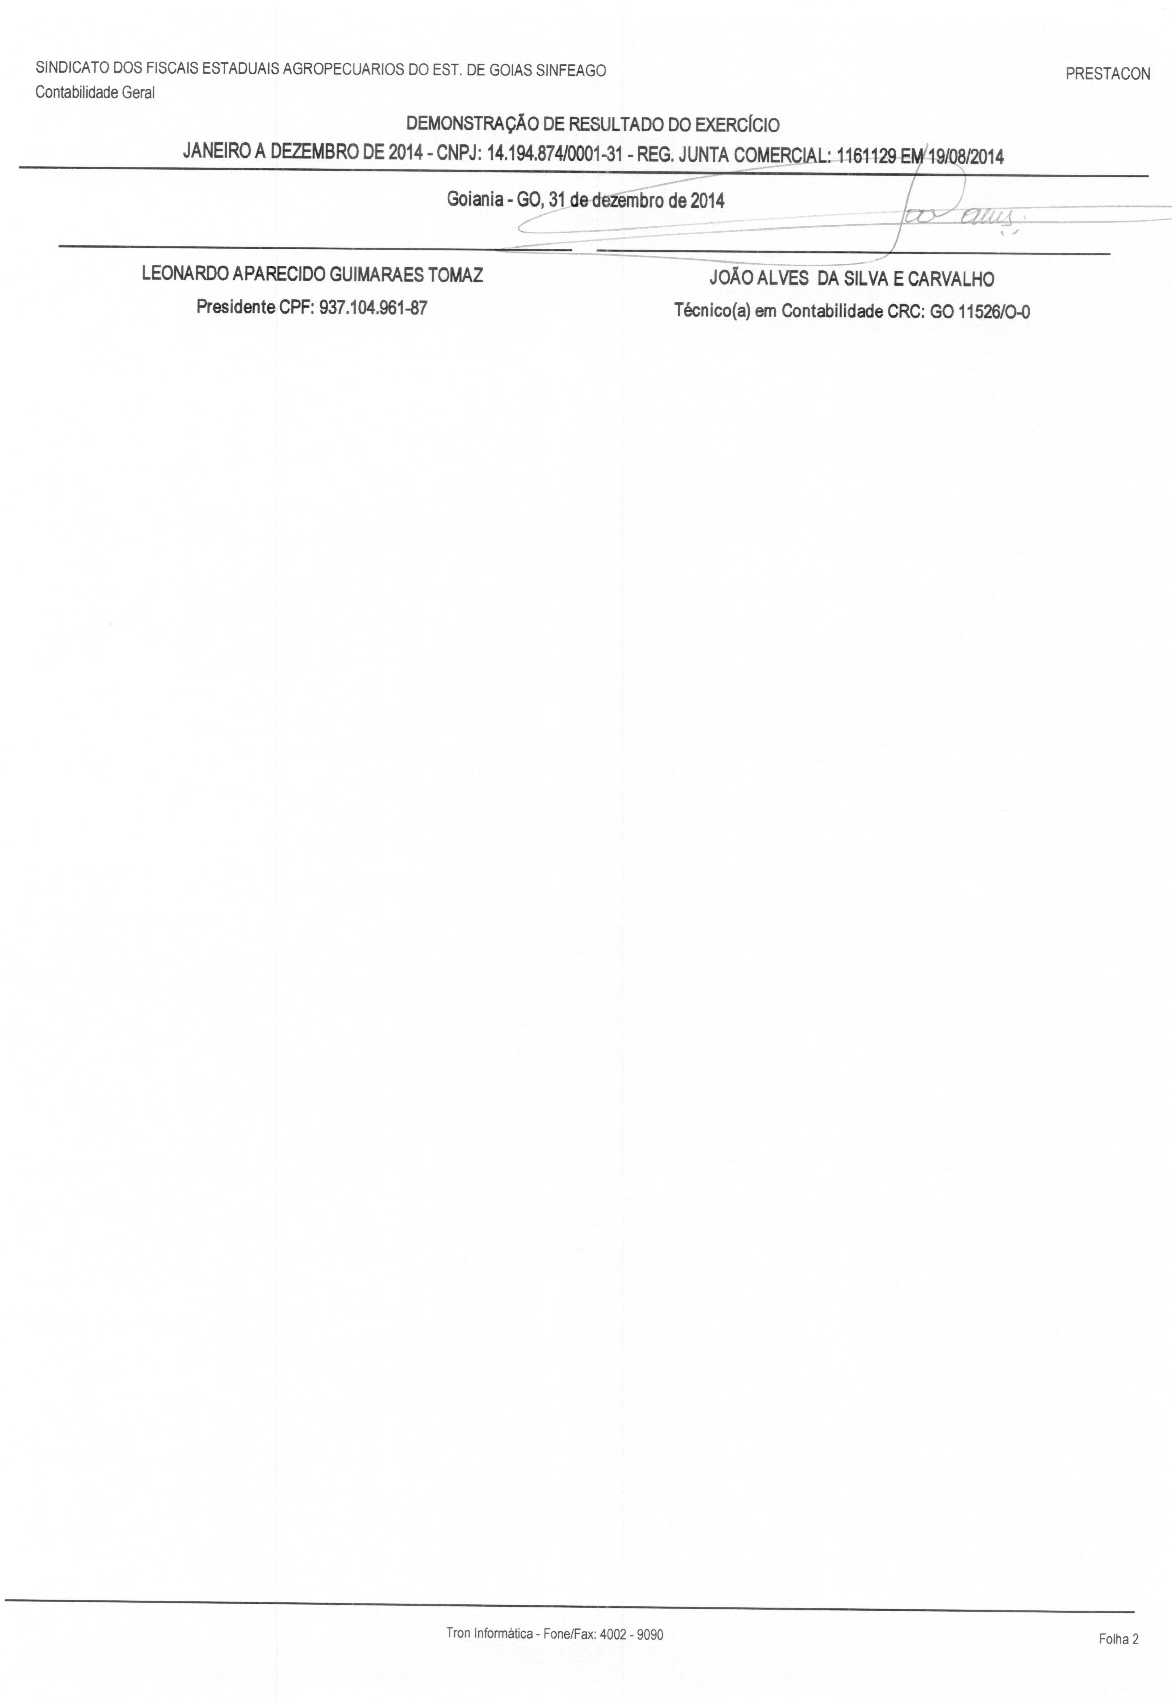 SINDICATO DOS FISCAIS ESTADUAIS AGROPECUARIOS DO EST. DE GOIAS SINFEAGO
PRESTACON
Contabilidade Geral
DEMONSTRAÇÃO DE RESULTADO DO EXERCÍCIO
JANEIRO A DEZEMBRO DE 2014 - CNPJ: 14.194.874/0001-31 - REG. JUNTA COMERCIAL: 1161129 EM 19/08/2014
Goiania - GO, 31 de dezembro de 2014
LEONARDO APARECIDO GUIMARAES TOMAZ
Presidente CPF: 937.104.961-87
JOÃO ALVES DA SILVA E CARVALHO
Técnico(a) em Contabilidade CRC: GO 11526/O-0
Tron Informática - Fone/Fax: 4002 - 9090
Folha 2